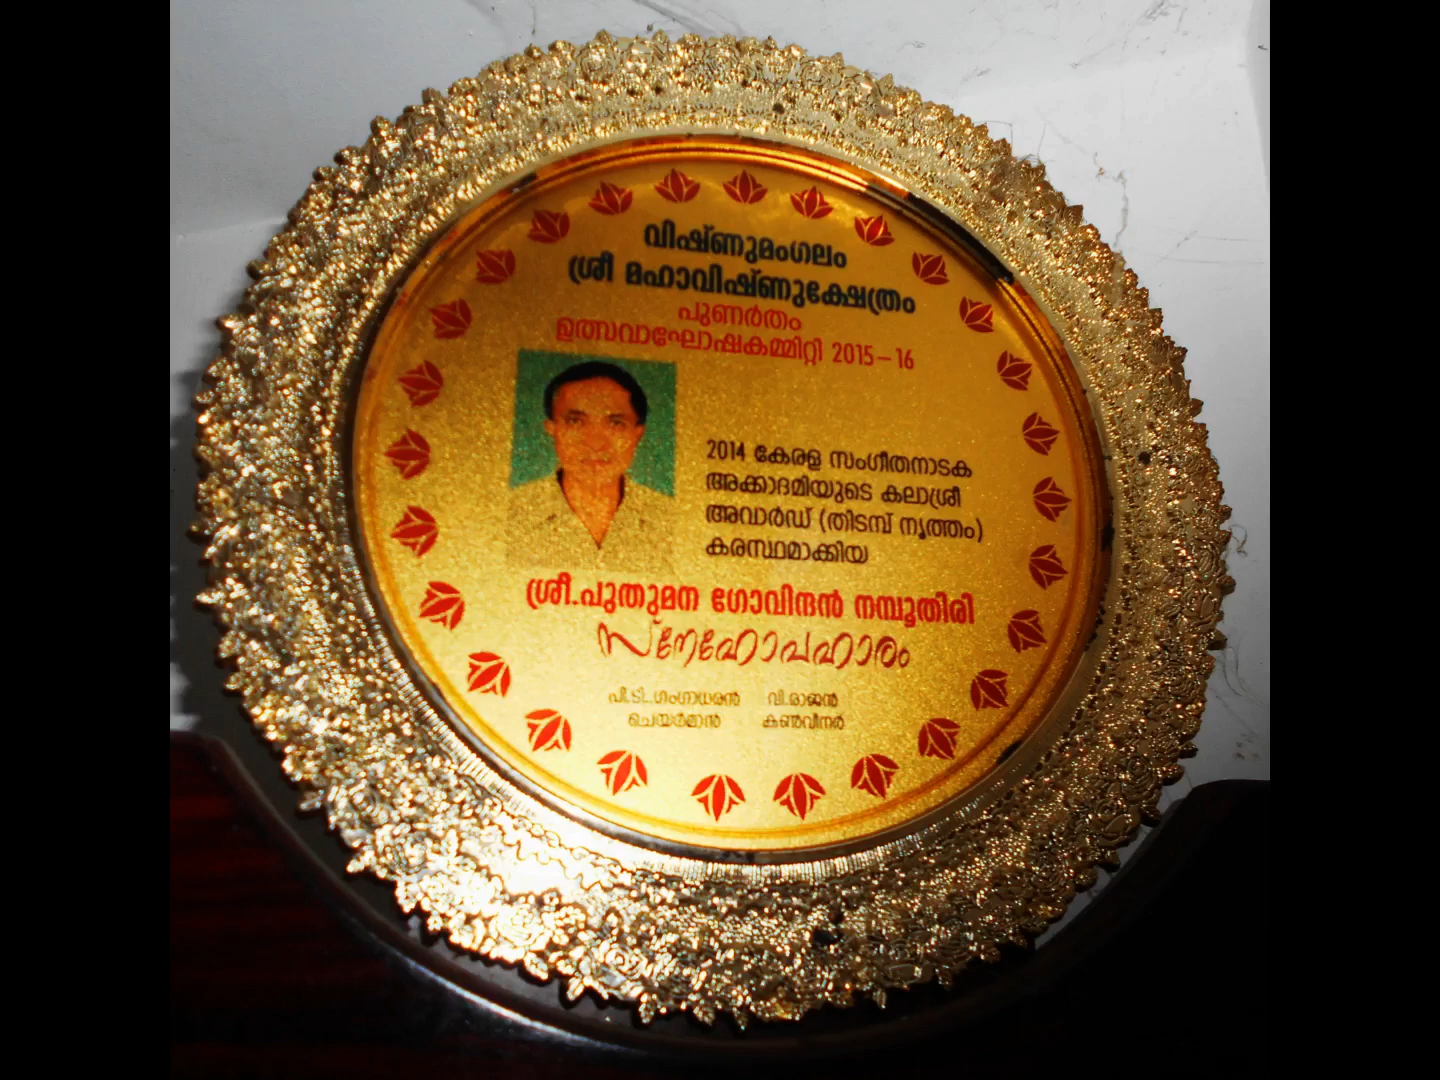 വിഷ്ണുമംഗലം
ശ്രീ മഹാവിഷ്ണുക്ഷേത്രം
പുണർതം
ഉത്സവാഘോഷകമ്മിറ്റി 2015–16
2014 കേരള സംഗീതനാടക
അക്കാദമിയുടെ കലാശ്രീ
അവാർഡ് (തിടമ്പ് നൃത്തം)
കരസ്ഥമാക്കിയ
ശ്രീ.പുതുമന ഗോവിന്ദൻ നമ്പൂതിരി
സ്നേഹോപഹാരം
പി.ടി. ഗംഗാധരൻ വി.രാജൻ
ചെയർമാൻ കൺവീനർ